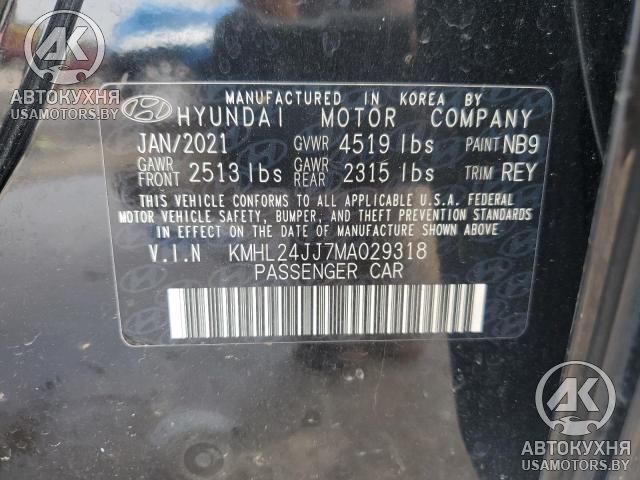 АВТОКУХНЯ
USAMOTORS.BY
MANUFACTURED IN KOREA BY
HYUNDAI MOTOR COMPANY
JAN/2021 GVWR 4519 lbs PAINT NB9
GAWR FRONT 2513 lbs GAWR REAR 2315 lbs TRIM REY
THIS VEHICLE CONFORMS TO ALL APPLICABLE U.S.A. FEDERAL
MOTOR VEHICLE SAFETY, BUMPER, AND THEFT PREVENTION STANDARDS
IN EFFECT ON THE DATE OF MANUFACTURE SHOWN ABOVE.
V.I.N KMHL24JJ7MA029318
PASSENGER CAR
АВТОКУХНЯ
USAMOTORS.BY